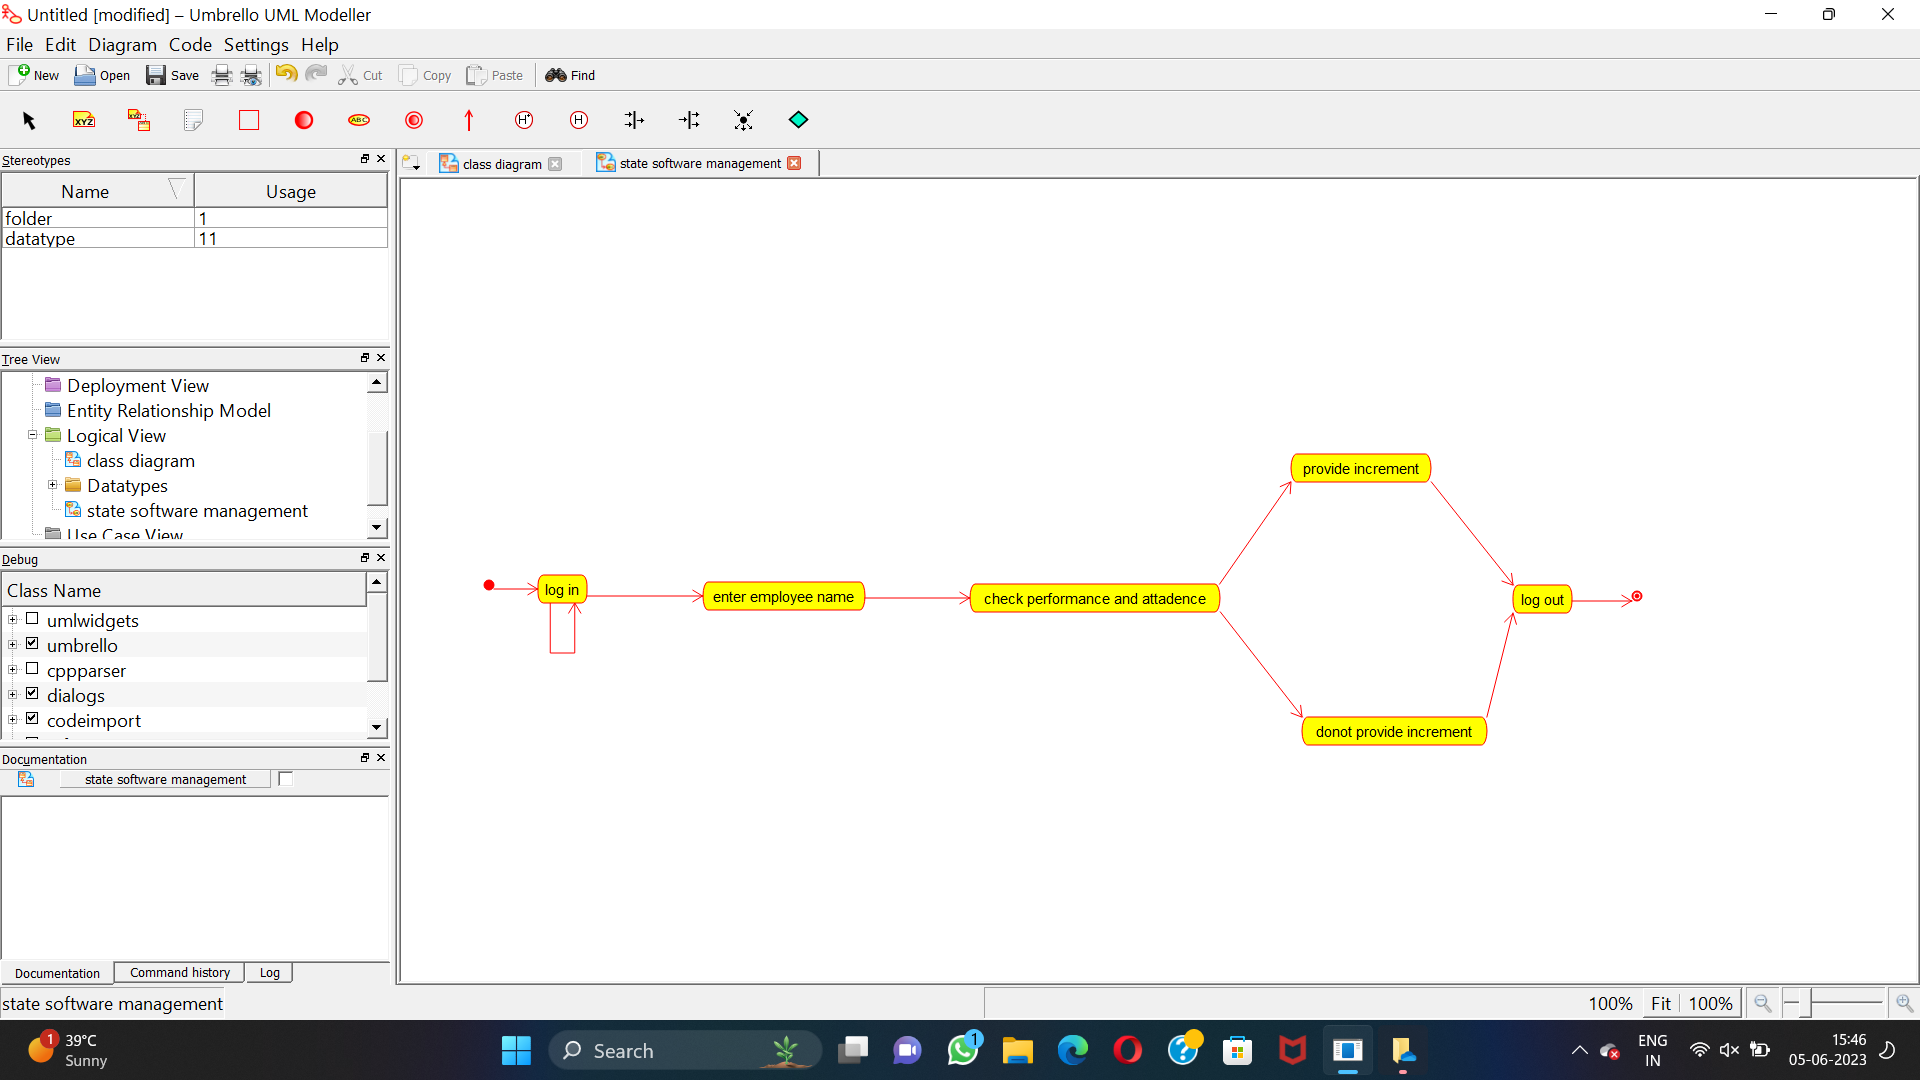 Untitled [modified] – Umbrello UML Modeller
File Edit Diagram Code Settings Help
New Open Save Cut Copy Paste Find
XYZ XYZ ABC H* H
Stereotypes
Name Usage
folder 1
datatype 11
Tree View
Deployment View
Entity Relationship Model
Logical View
class diagram
Datatypes
state software management
Use Case View
Debug
Class Name
umlwidgets
umbrello
cppparser
dialogs
codeimport
Documentation
state software management
Documentation Command history Log
class diagram state software management
provide increment
log in
enter employee name
check performance and attadence
log out
donot provide increment
state software management
100% Fit 100%
1
39°C
Sunny
Search
1
ENG
IN
15:46
05-06-2023